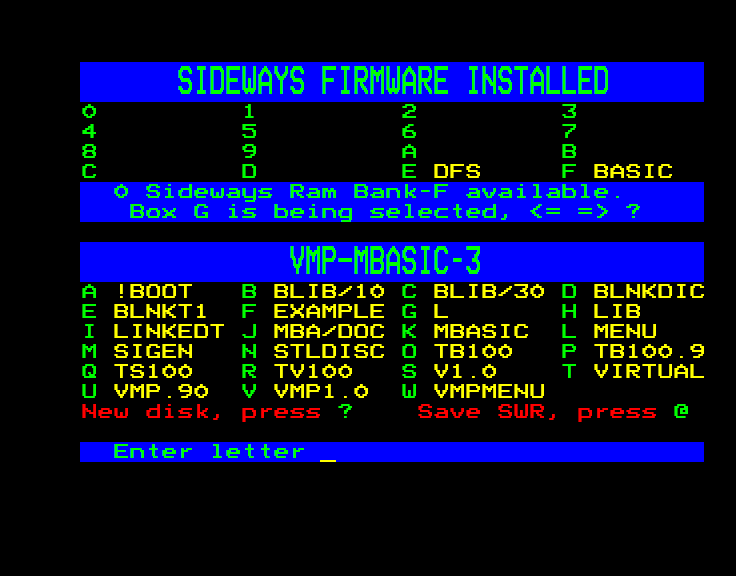 SIDEWAYS FIRMWARE INSTALLED
0 1 2 3
4 5 6 7
8 9 A B
C D E DFS F BASIC
0 Sideways Ram Bank-F available.
Box G is being selected, <= => ?
VMP-MBASIC-3
A !BOOT B BLIB/10 C BLIB/30 D BLNKDIC
E BLNKT1 F EXAMPLE G L H LIB
I LINKEDT J MBA/DOC K MBASIC L MENU
M SIGEN N STLDISC O TB100 P TB100.9
Q TS100 R TV100 S V1.0 T VIRTUAL
U VMP.90 V VMP1.0 W VMPMENU
New disk, press ? Save SWR, press @
Enter letter _